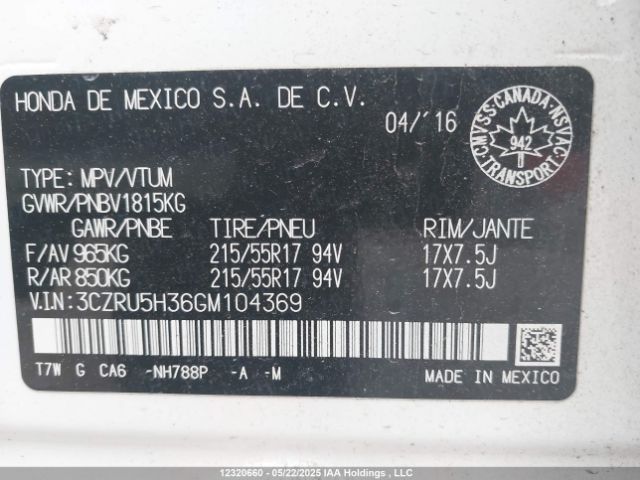 HONDA DE MEXICO S.A. DE C.V.
04/'16
CMVSS·CANADA·NSVAC
942
TRANSPORT
TYPE: MPV/VTUM
GVWR/PNBV1815KG
GAWR/PNBE TIRE/PNEU RIM/JANTE
F/AV 965KG 215/55R17 94V 17X7.5J
R/AR 850KG 215/55R17 94V 17X7.5J
V.I.N: 3CZRU5H36GM104369
T7W G CA6 -NH788P -A -M MADE IN MEXICO
12320660 - 05/22/2025 - IAA Holdings, LLC. Copyright